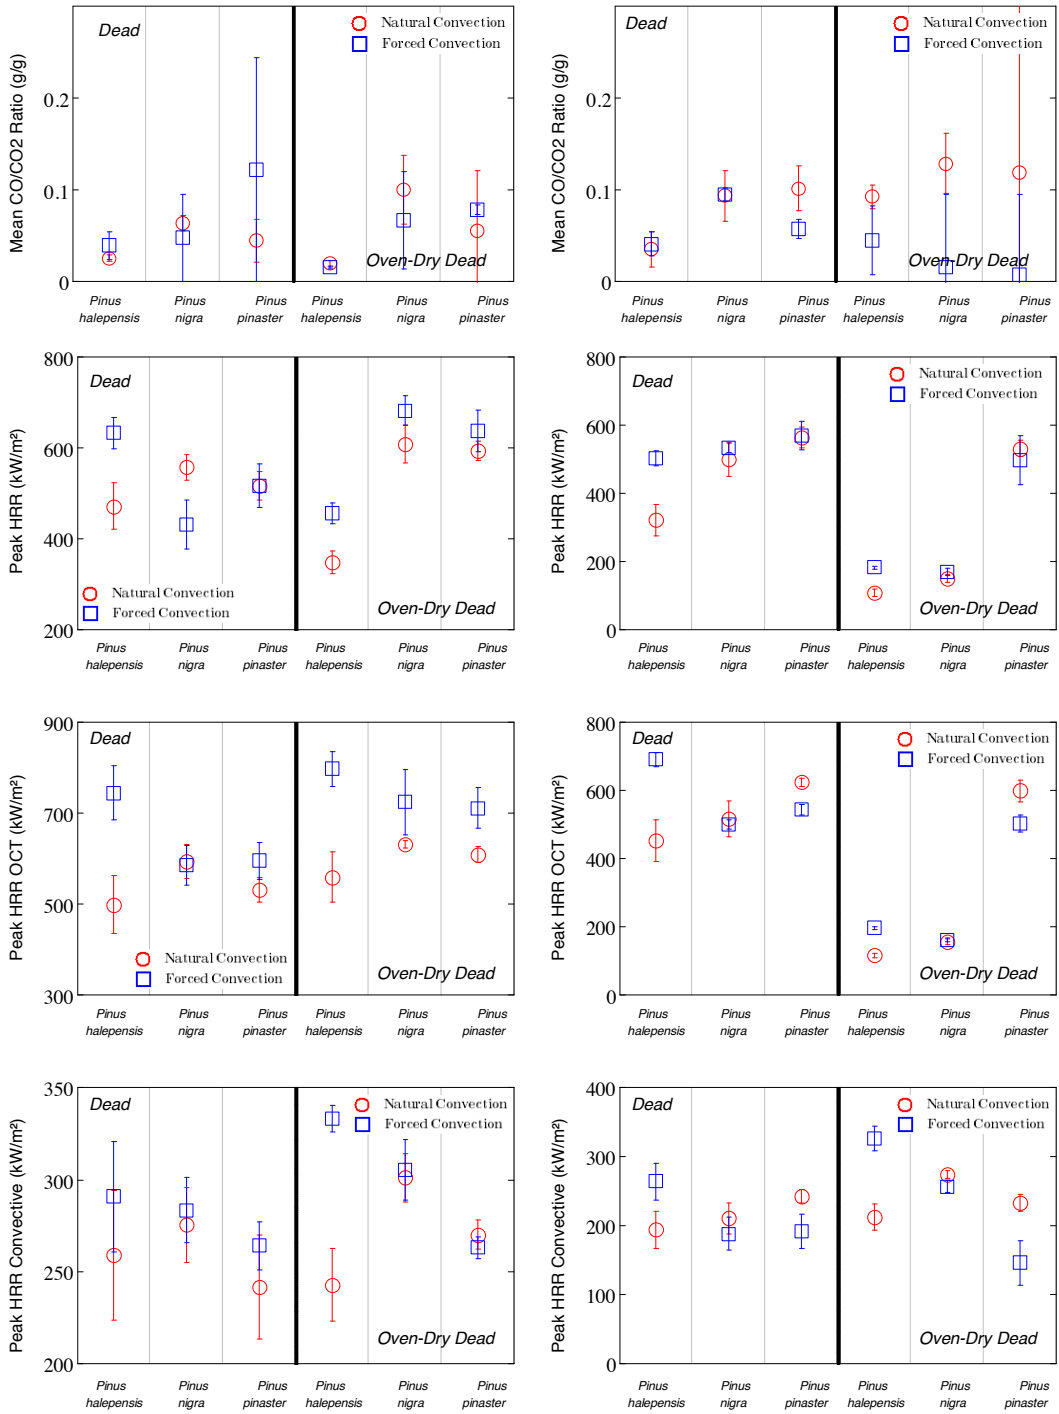 Dead
Natural Convection
Forced Convection
Mean CO/CO2 Ratio (g/g)
0.2
0.1
0
Oven-Dry Dead
Pinus halepensis
Pinus nigra
Pinus pinaster
Pinus halepensis
Pinus nigra
Pinus pinaster
Dead
Natural Convection
Forced Convection
Mean CO/CO2 Ratio (g/g)
0.2
0.1
0
Oven-Dry Dead
Pinus halepensis
Pinus nigra
Pinus pinaster
Pinus halepensis
Pinus nigra
Pinus pinaster
800
600
400
200
Peak HRR (kW/m²)
Dead
Natural Convection
Forced Convection
Oven-Dry Dead
Pinus halepensis
Pinus nigra
Pinus pinaster
Pinus halepensis
Pinus nigra
Pinus pinaster
800
600
400
200
0
Peak HRR (kW/m²)
Dead
Natural Convection
Forced Convection
Oven-Dry Dead
Pinus halepensis
Pinus nigra
Pinus pinaster
Pinus halepensis
Pinus nigra
Pinus pinaster
900
700
500
300
Peak HRR OCT (kW/m²)
Dead
Natural Convection
Forced Convection
Oven-Dry Dead
Pinus halepensis
Pinus nigra
Pinus pinaster
Pinus halepensis
Pinus nigra
Pinus pinaster
800
600
400
200
0
Peak HRR OCT (kW/m²)
Dead
Natural Convection
Forced Convection
Oven-Dry Dead
Pinus halepensis
Pinus nigra
Pinus pinaster
Pinus halepensis
Pinus nigra
Pinus pinaster
350
300
250
200
Peak HRR Convective (kW/m²)
Dead
Natural Convection
Forced Convection
Oven-Dry Dead
Pinus halepensis
Pinus nigra
Pinus pinaster
Pinus halepensis
Pinus nigra
Pinus pinaster
400
300
200
100
0
Peak HRR Convective (kW/m²)
Dead
Natural Convection
Forced Convection
Oven-Dry Dead
Pinus halepensis
Pinus nigra
Pinus pinaster
Pinus halepensis
Pinus nigra
Pinus pinaster